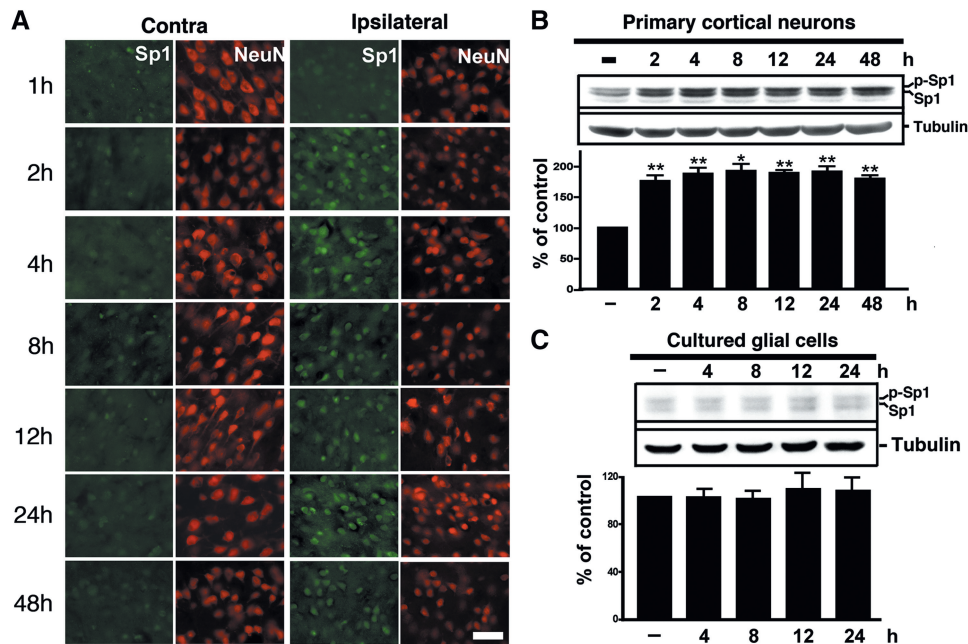 A
Contra
Ipsilateral
Sp1
NeuN
Sp1
NeuN
1h
2h
4h
8h
12h
24h
48h
B
Primary cortical neurons
– 2 4 8 12 24 48 h
p-Sp1
Sp1
Tubulin
% of control
200
150
100
50
0
** ** * ** ** **
– 2 4 8 12 24 48 h
C
Cultured glial cells
– 4 8 12 24 h
p-Sp1
Sp1
Tubulin
% of control
120
80
40
0
– 4 8 12 24 h